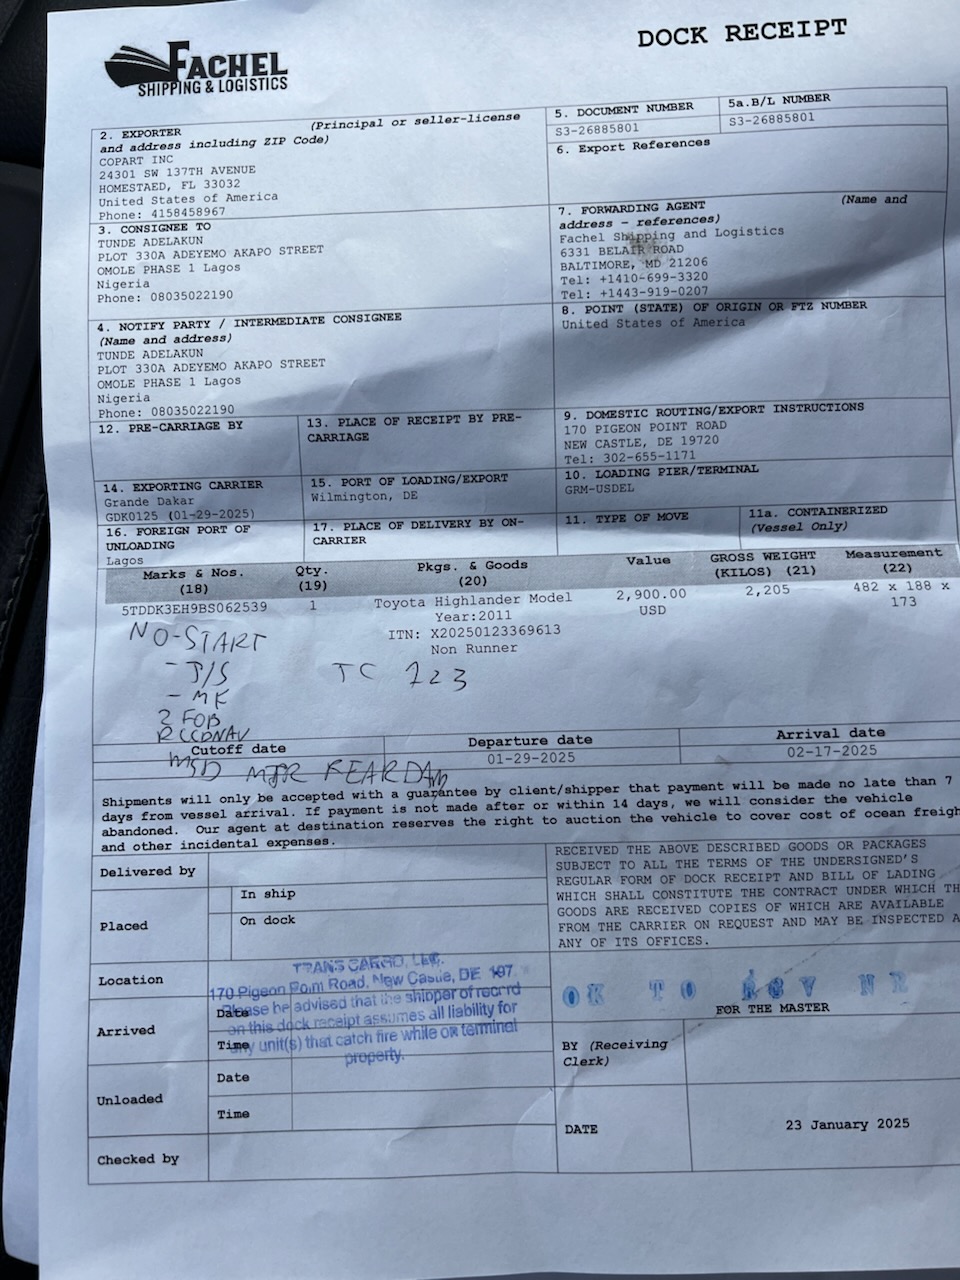 FACHEL
SHIPPING & LOGISTICS
DOCK RECEIPT
2. EXPORTER (Principal or seller-license
and address including ZIP Code)
COPART INC
24301 SW 137TH AVENUE
HOMESTAED, FL 33032
United States of America
Phone: 4158458967
5. DOCUMENT NUMBER
S3-26885801
5a.B/L NUMBER
S3-26885801
6. Export References
3. CONSIGNEE TO
TUNDE ADELAKUN
PLOT 330A ADEYEMO AKAPO STREET
OMOLE PHASE 1 Lagos
Nigeria
Phone: 08035022190
7. FORWARDING AGENT (Name and
address - references)
Fachel Shipping and Logistics
6331 BELAIR ROAD
BALTIMORE, MD 21206
Tel: +1410-699-3320
Tel: +1443-919-0207
4. NOTIFY PARTY / INTERMEDIATE CONSIGNEE
(Name and address)
TUNDE ADELAKUN
PLOT 330A ADEYEMO AKAPO STREET
OMOLE PHASE 1 Lagos
Nigeria
Phone: 08035022190
8. POINT (STATE) OF ORIGIN OR FTZ NUMBER
United States of America
12. PRE-CARRIAGE BY
13. PLACE OF RECEIPT BY PRE-
CARRIAGE
9. DOMESTIC ROUTING/EXPORT INSTRUCTIONS
170 PIGEON POINT ROAD
NEW CASTLE, DE 19720
Tel: 302-655-1171
14. EXPORTING CARRIER
Grande Dakar
GDK0125 (01-29-2025)
15. PORT OF LOADING/EXPORT
Wilmington, DE
10. LOADING PIER/TERMINAL
GRM-USDEL
16. FOREIGN PORT OF
UNLOADING
Lagos
17. PLACE OF DELIVERY BY ON-
CARRIER
11. TYPE OF MOVE
11a. CONTAINERIZED
(Vessel Only)
Marks & Nos.
(18)
Qty.
(19)
Pkgs. & Goods
(20)
Value
GROSS WEIGHT
(KILOS) (21)
Measurement
(22)
5TDDK3EH9BS062539
1
Toyota Highlander Model
Year:2011
ITN: X20250123369613
Non Runner
2,900.00
USD
2,205
482 x 188 x
173
NO-START
- MK
2 FOB
TC 123
Cutoff date
Departure date
01-29-2025
Arrival date
02-17-2025
MSD MJR REAR DAM
Shipments will only be accepted with a guarantee by client/shipper that payment will be made no late than 7
days from vessel arrival. If payment is not made after or within 14 days, we will consider the vehicle
abandoned. Our agent at destination reserves the right to auction the vehicle to cover cost of ocean freigh
and other incidental expenses.
Delivered by
RECEIVED THE ABOVE DESCRIBED GOODS OR PACKAGES
SUBJECT TO ALL THE TERMS OF THE UNDERSIGNED'S
REGULAR FORM OF DOCK RECEIPT AND BILL OF LADING
WHICH SHALL CONSTITUTE THE CONTRACT UNDER WHICH TH
GOODS ARE RECEIVED COPIES OF WHICH ARE AVAILABLE
FROM THE CARRIER ON REQUEST AND MAY BE INSPECTED A
ANY OF ITS OFFICES.
Placed
In ship
On dock
Location
TRANS CARGO, LLC.
170 Pigeon Point Road, New Castle, DE 197
Please be advised that the shipper of record
on this dock receipt assumes all liability for
any unit(s) that catch fire while on terminal
property.
OK TO RCV NR
FOR THE MASTER
Arrived
Date
Time
BY (Receiving
Clerk)
Unloaded
Date
Time
DATE
23 January 2025
Checked by